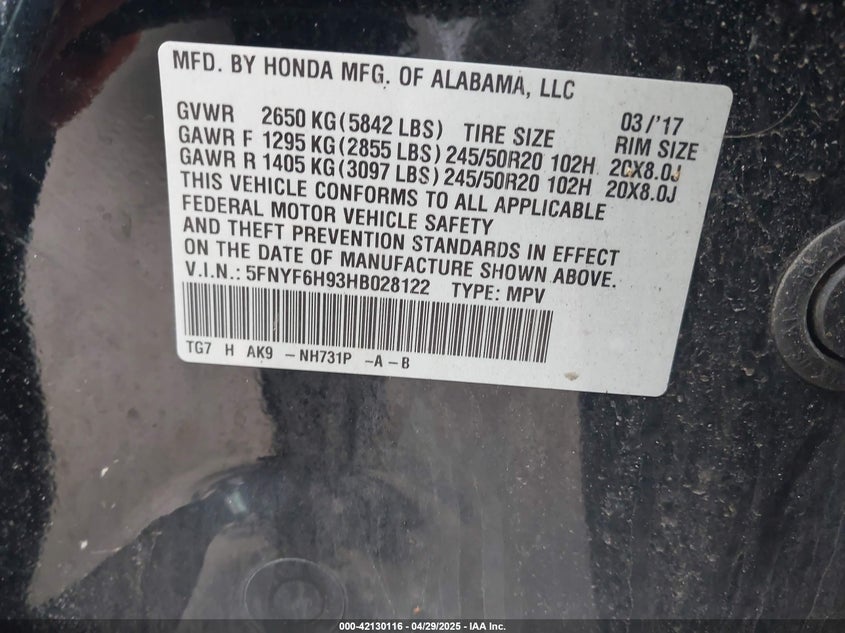 MFD. BY HONDA MFG. OF ALABAMA, LLC
03/'17
GVWR 2650 KG(5842 LBS) TIRE SIZE RIM SIZE
GAWR F 1295 KG(2855 LBS) 245/50R20 102H 20X8.0J
GAWR R 1405 KG(3097 LBS) 245/50R20 102H 20X8.0J
THIS VEHICLE CONFORMS TO ALL APPLICABLE
FEDERAL MOTOR VEHICLE SAFETY
AND THEFT PREVENTION STANDARDS IN EFFECT
ON THE DATE OF MANUFACTURE SHOWN ABOVE.
V.I.N.: 5FNYF6H93HB028122 TYPE: MPV
TG7 H AK9 -NH731P -A-B
000-42130116 - 04/29/2025 - IAA Inc.